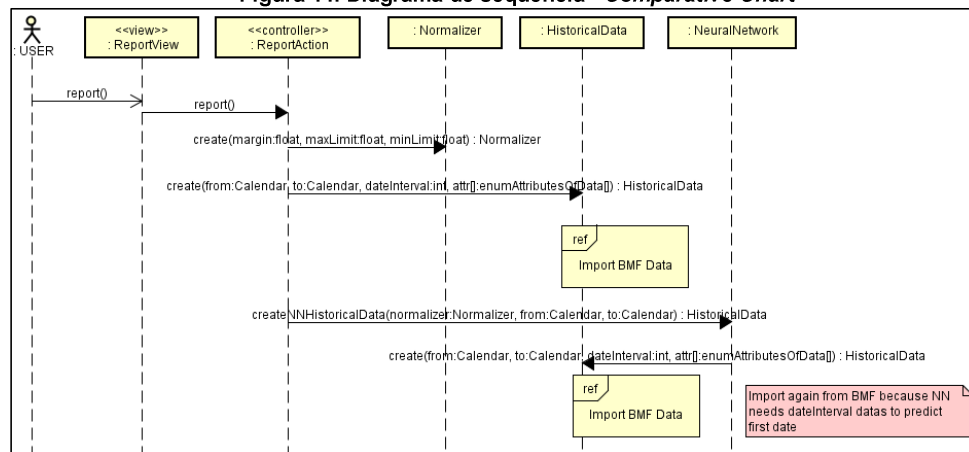 Figura 14: Diagrama de sequência - Comparative Chart
: USER
<<view>>
: ReportView
<<controller>>
: ReportAction
: Normalizer
: HistoricalData
: NeuralNetwork
report()
report()
create(margin:float, maxLimit:float, minLimit:float) : Normalizer
create(from:Calendar, to:Calendar, dateInterval:int, attr[]:enumAttributesOfData[]) : HistoricalData
ref
Import BMF Data
createNNHistoricalData(normalizer:Normalizer, from:Calendar, to:Calendar) : HistoricalData
create(from:Calendar, to:Calendar, dateInterval:int, attr[]:enumAttributesOfData[]) : HistoricalData
ref
Import BMF Data
Import again from BMF because NN
needs dateInterval datas to predict
first date